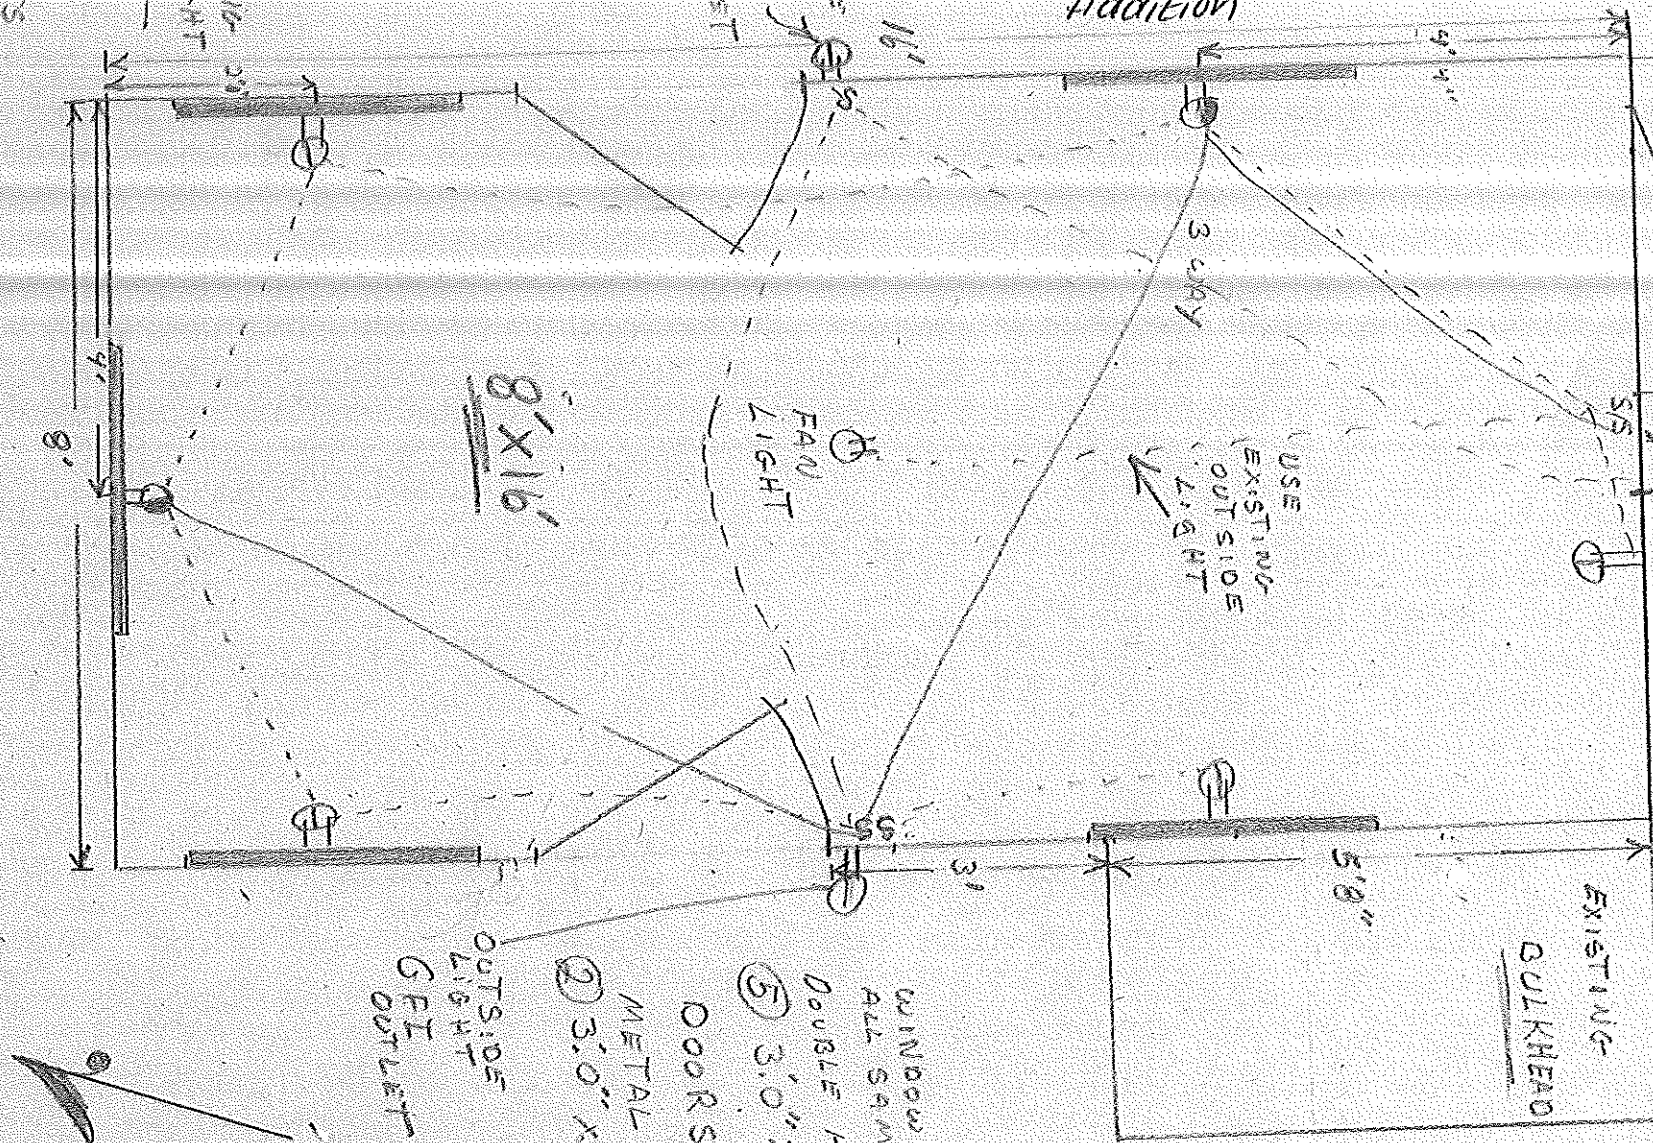 Addition
16'
3 way
USE
EXISTING
OUTSIDE
LIGHT
FAN
LIGHT
8'X16'
4'
8'
3'
5'8"
EXISTING
BULKHEAD
WINDOW
ALL SAM
DOUBLE H
⑤ 3'.0"
DOORS
METAL
② 3'.0" X
OUTSIDE
LIGHT
GFI
OUTLET